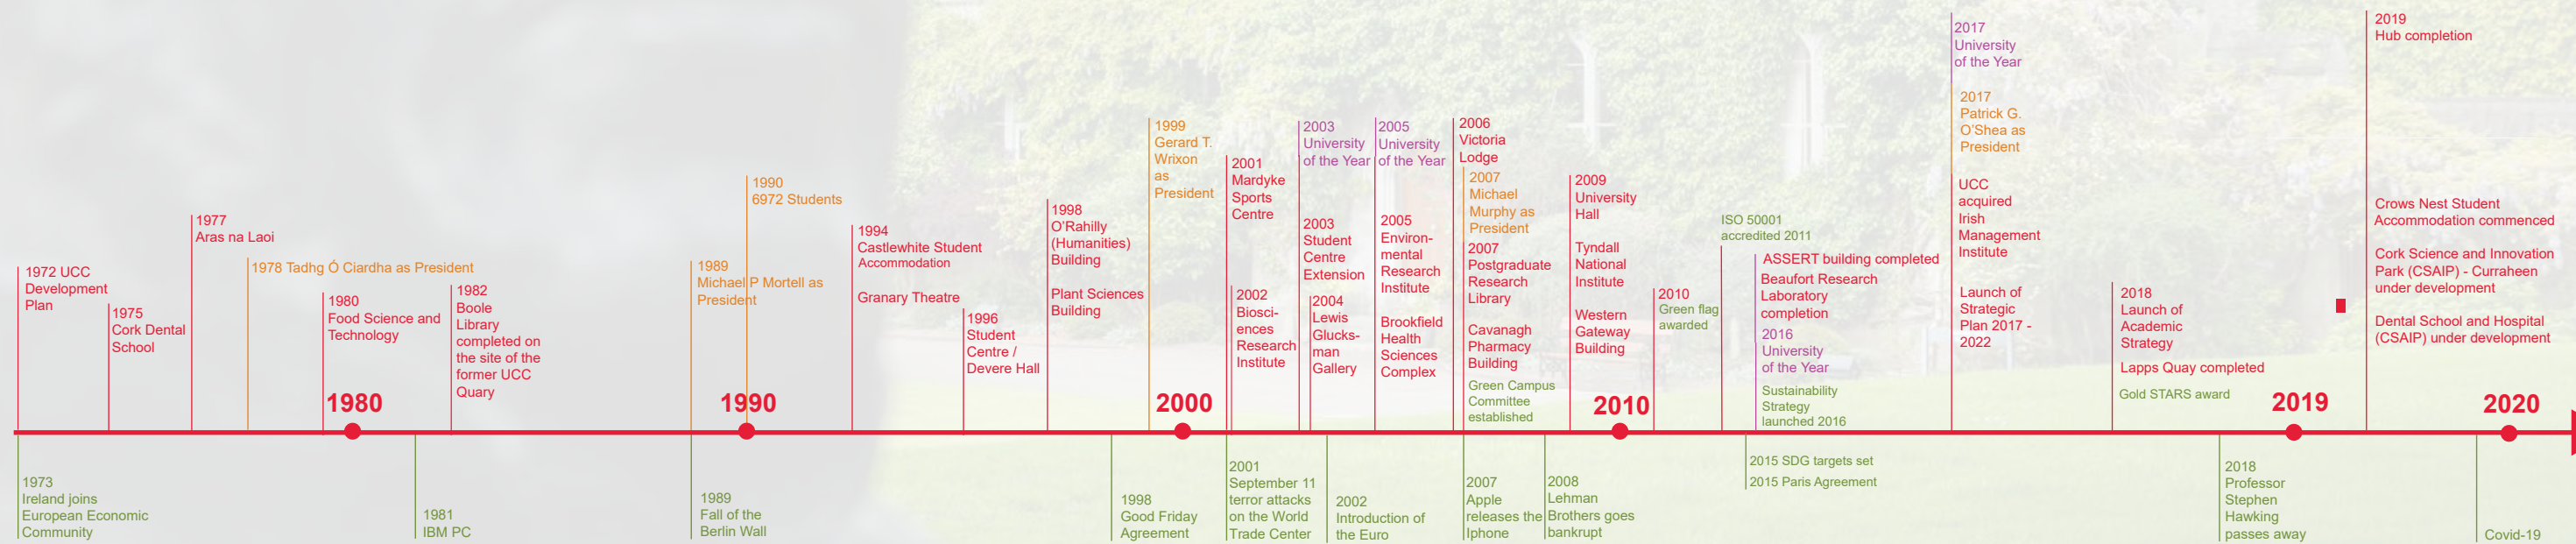 1972 UCC
Development
Plan
1975
Cork Dental
School
1977
Aras na Laoi
1978 Tadhg Ó Ciardha as President
1980
Food Science and
Technology
1982
Boole
Library
completed on
the site of the
former UCC
Quary
1989
Michael P Mortell as
President
1990
6972 Students
1994
Castlewhite Student
Accommodation
Granary Theatre
1996
Student
Centre /
Devere Hall
1998
O'Rahilly
(Humanities)
Building
Plant Sciences
Building
1999
Gerard T.
Wrixon
as
President
2001
Mardyke
Sports
Centre
2002
Biosci-
ences
Research
Institute
2003
University
of the Year
2003
Student
Centre
Extension
2004
Lewis
Glucks-
man
Gallery
2005
University
of the Year
2005
Environ-
mental
Research
Institute
Brookfield
Health
Sciences
Complex
2006
Victoria
Lodge
2007
Michael
Murphy as
President
2007
Postgraduate
Research
Library
Cavanagh
Pharmacy
Building
Green Campus
Committee
established
2009
University
Hall
Tyndall
National
Institute
Western
Gateway
Building
2010
Green flag
awarded
ISO 50001
accredited 2011
ASSERT building completed
Beaufort Research
Laboratory
completion
2016
University
of the Year
Sustainability
Strategy
launched 2016
2017
University
of the Year
2017
Patrick G.
O'Shea as
President
UCC
acquired
Irish
Management
Institute
Launch of
Strategic
Plan 2017 -
2022
2018
Launch of
Academic
Strategy
Lapps Quay completed
Gold STARS award
2019
Hub completion
Crows Nest Student
Accommodation commenced
Cork Science and Innovation
Park (CSAIP) - Curraheen
under development
Dental School and Hospital
(CSAIP) under development
1980
1990
2000
2010
2019
2020
1973
Ireland joins
European Economic
Community
1981
IBM PC
1989
Fall of the
Berlin Wall
1998
Good Friday
Agreement
2001
September 11
terror attacks
on the World
Trade Center
2002
Introduction of
the Euro
2007
Apple
releases the
Iphone
2008
Lehman
Brothers goes
bankrupt
2015 SDG targets set
2015 Paris Agreement
2018
Professor
Stephen
Hawking
passes away
Covid-19